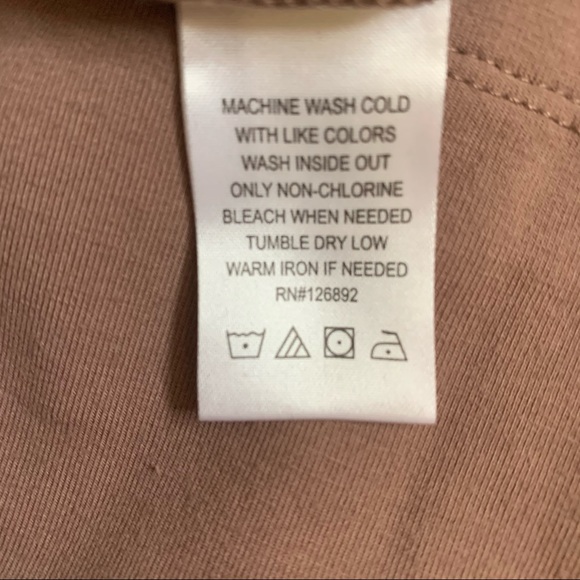 MACHINE WASH COLD
WITH LIKE COLORS
WASH INSIDE OUT
ONLY NON-CHLORINE
BLEACH WHEN NEEDED
TUMBLE DRY LOW
WARM IRON IF NEEDED
RN#126892